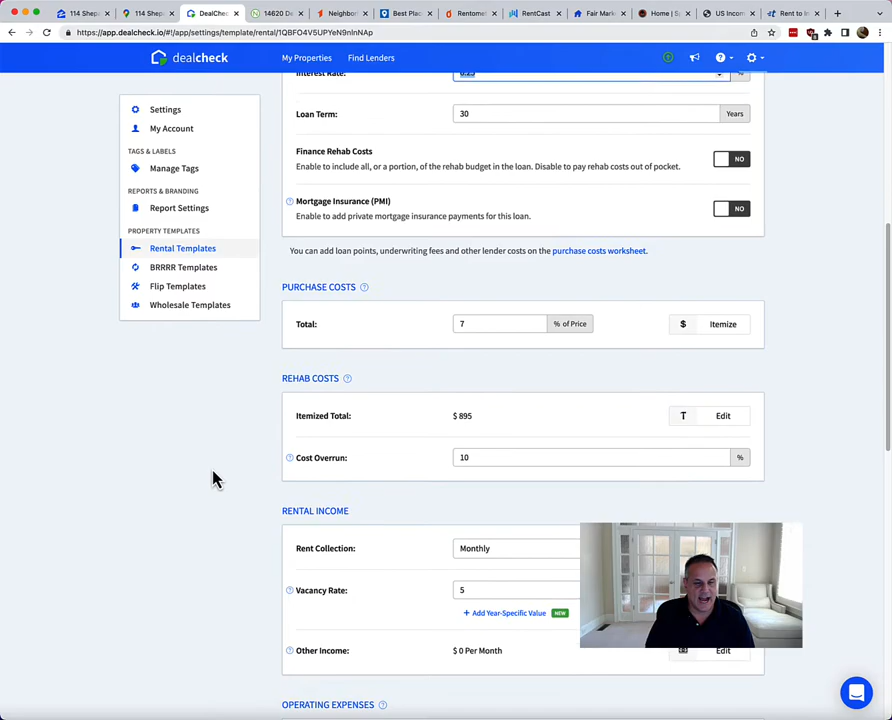 114 Shep
114 Shep
DealChec
14620 De
Neighbor
Best Plac
Rentomet
RentCast
Fair Mark
Home | S
US Incom
Rent to In
https://app.dealcheck.io/#!/app/settings/template/rental/1QBFO4V5UPYeN9nInNAp
dealcheck
My Properties
Find Lenders
Settings
My Account
TAGS & LABELS
Manage Tags
REPORTS & BRANDING
Report Settings
PROPERTY TEMPLATES
Rental Templates
BRRRR Templates
Flip Templates
Wholesale Templates
Interest Rate:
Loan Term:
30
Years
Finance Rehab Costs
Enable to include all, or a portion, of the rehab budget in the loan. Disable to pay rehab costs out of pocket.
NO
Mortgage Insurance (PMI)
Enable to add private mortgage insurance payments for this loan.
NO
You can add loan points, underwriting fees and other lender costs on the purchase costs worksheet.
PURCHASE COSTS
Total:
7
% of Price
$ Itemize
REHAB COSTS
Itemized Total:
$ 895
Edit
Cost Overrun:
10
%
RENTAL INCOME
Rent Collection:
Monthly
Vacancy Rate:
5
+ Add Year-Specific Value NEW
Other Income:
$ 0 Per Month
Edit
OPERATING EXPENSES